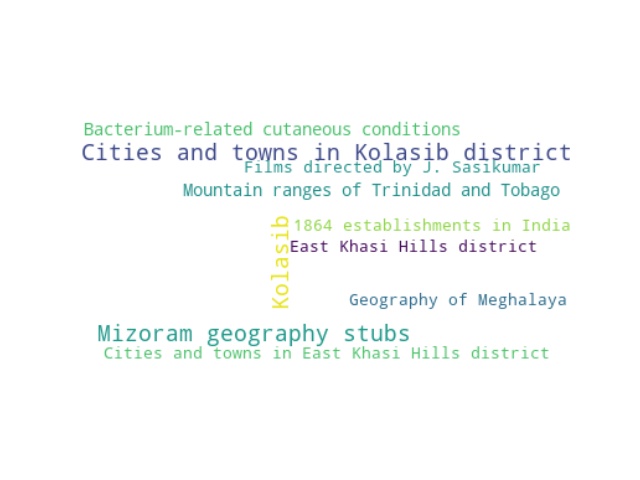 Bacterium-related cutaneous conditions
Cities and towns in Kolasib district
Films directed by J. Sasikumar
Mountain ranges of Trinidad and Tobago
Kolasib
1864 establishments in India
East Khasi Hills district
Geography of Meghalaya
Mizoram geography stubs
Cities and towns in East Khasi Hills district